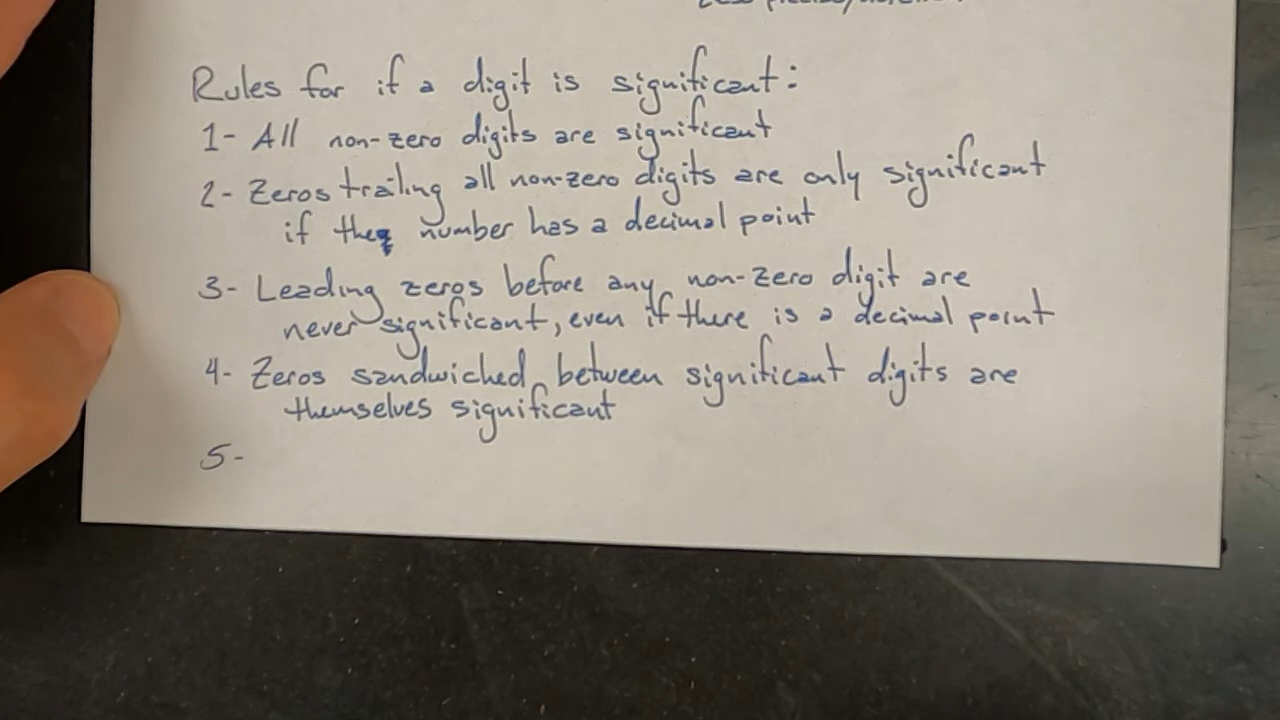 Rules for if a digit is significant:
1- All non-zero digits are significant
2- Zeros trailing all non-zero digits are only significant
if the number has a decimal point
3- Leading zeros before any non-zero digit are
never significant, even if there is a decimal point
4- Zeros sandwiched between significant digits are
themselves significant
5-